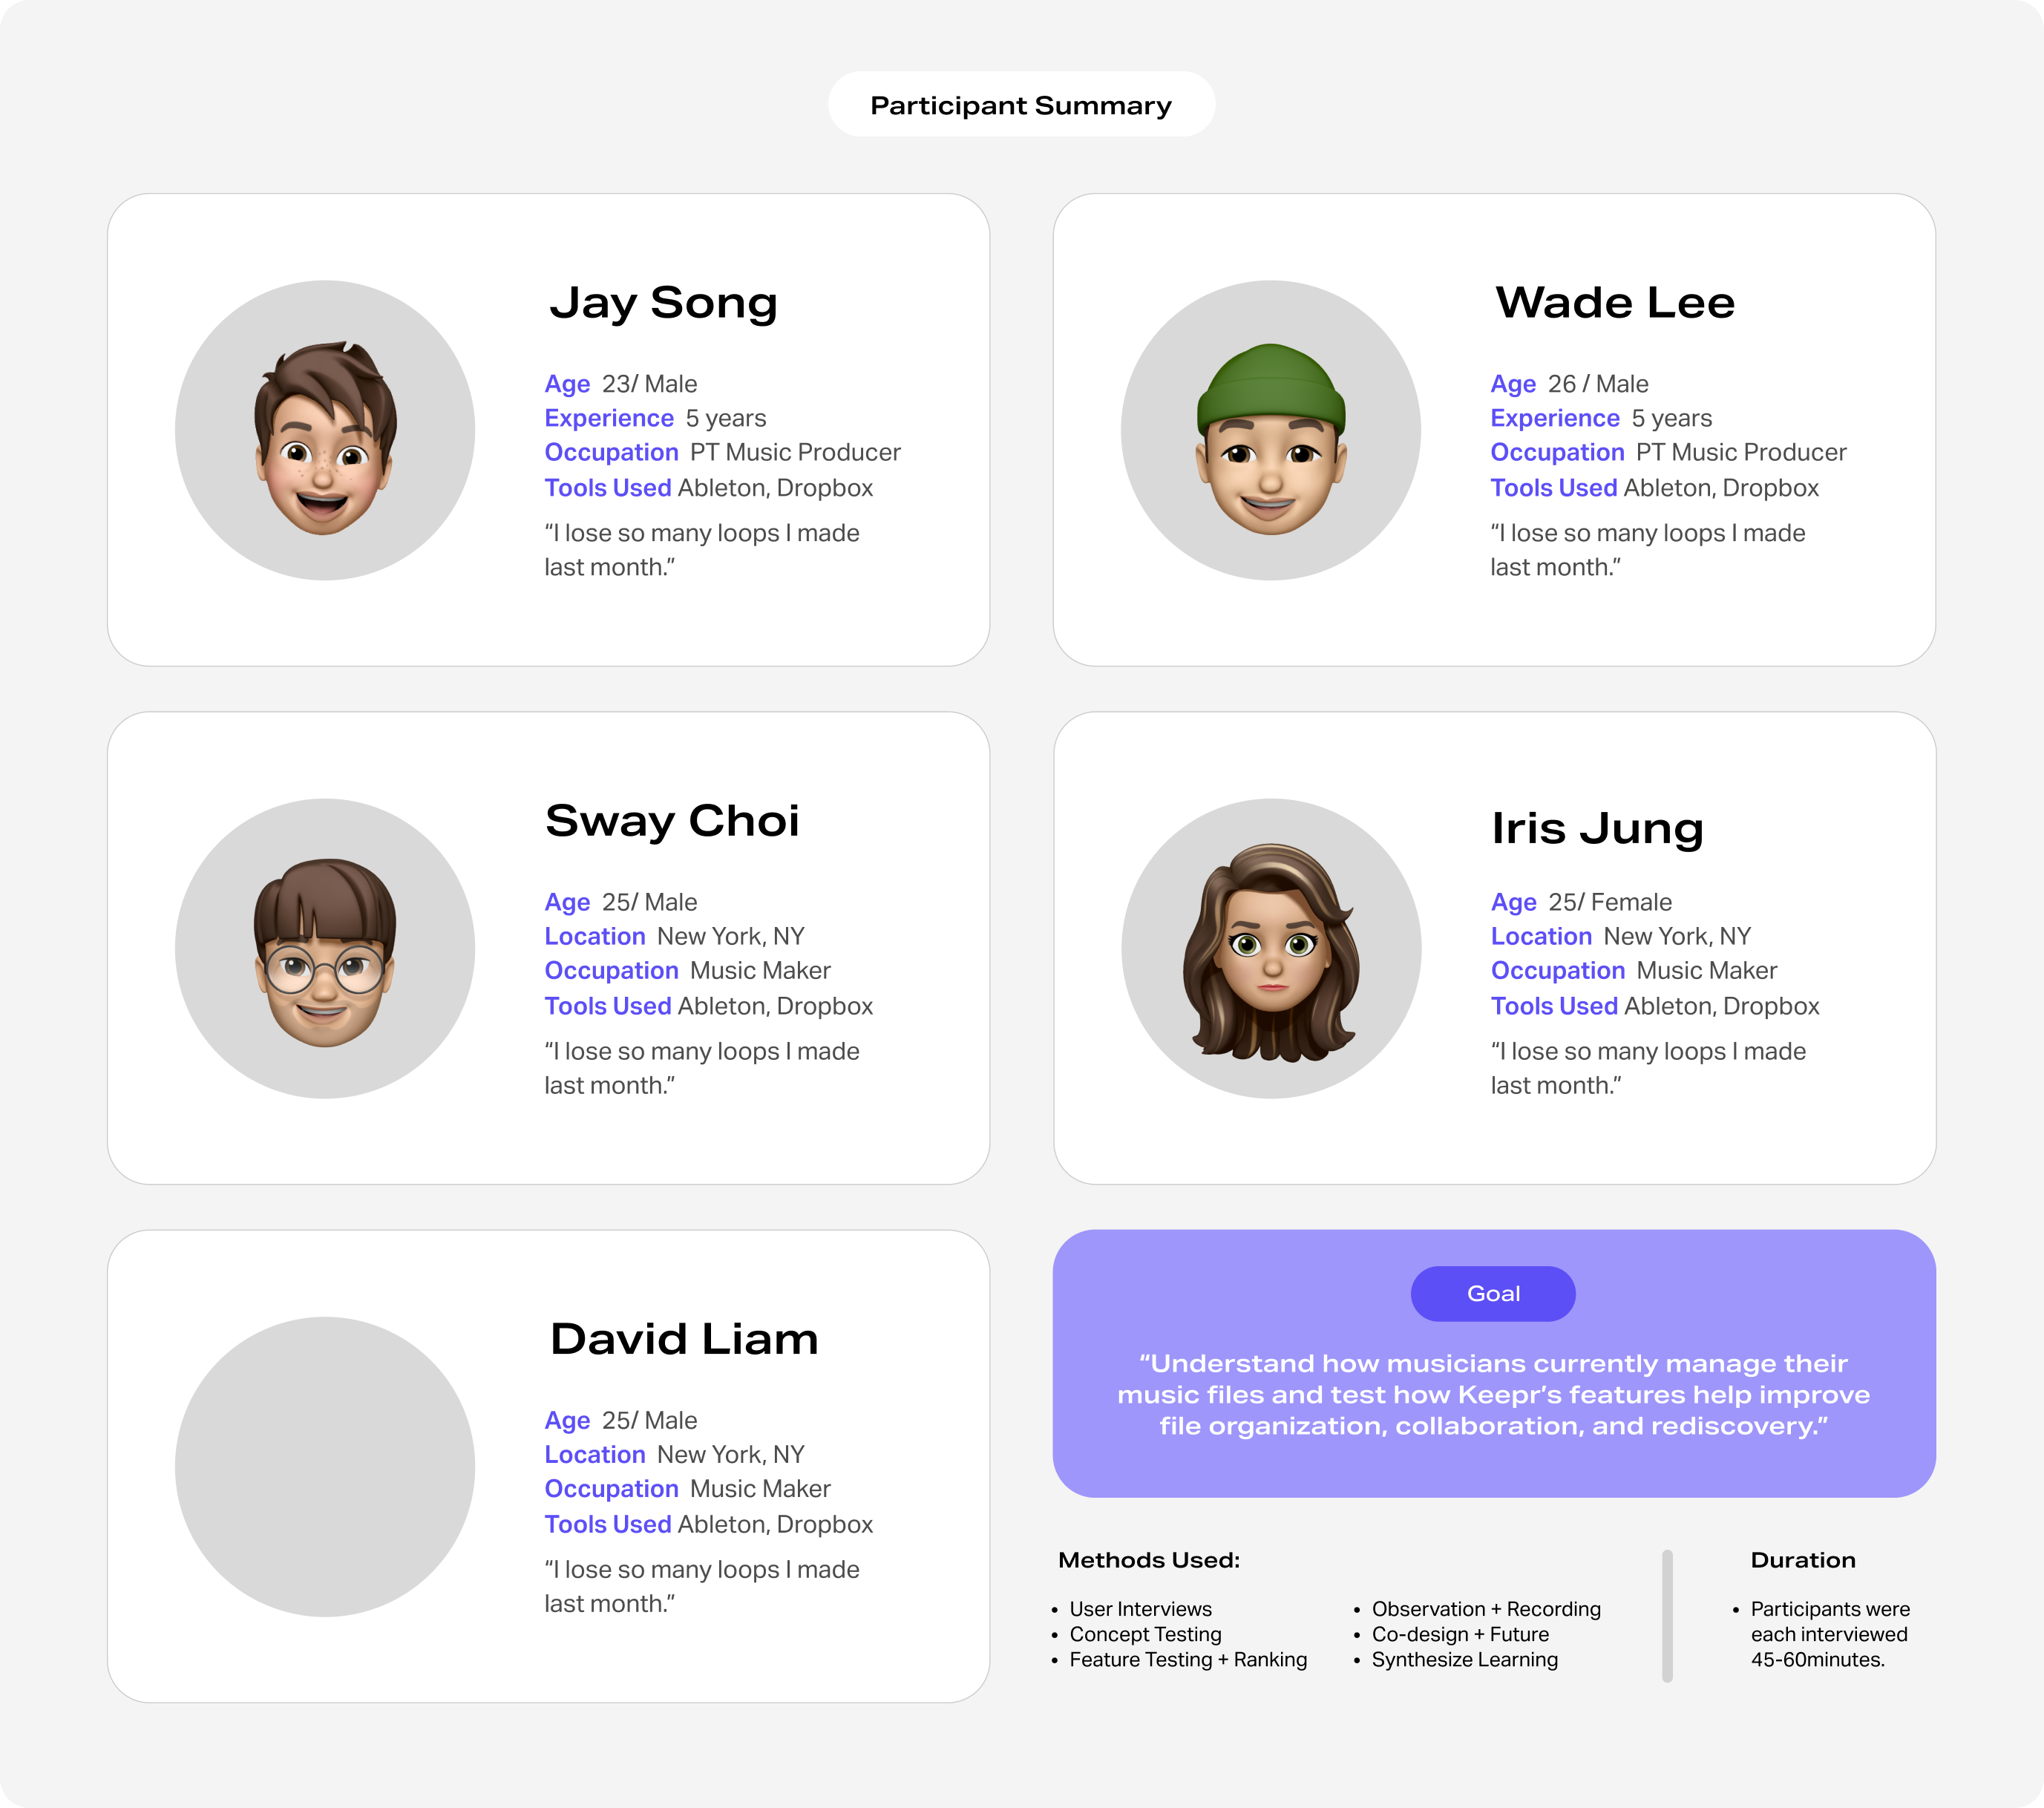 Participant Summary
Jay Song
Age 23/ Male
Experience 5 years
Occupation PT Music Producer
Tools Used Ableton, Dropbox
“I lose so many loops I made
last month.”
Wade Lee
Age 26 / Male
Experience 5 years
Occupation PT Music Producer
Tools Used Ableton, Dropbox
“I lose so many loops I made
last month.”
Sway Choi
Age 25/ Male
Location New York, NY
Occupation Music Maker
Tools Used Ableton, Dropbox
“I lose so many loops I made
last month.”
Iris Jung
Age 25/ Female
Location New York, NY
Occupation Music Maker
Tools Used Ableton, Dropbox
“I lose so many loops I made
last month.”
David Liam
Age 25/ Male
Location New York, NY
Occupation Music Maker
Tools Used Ableton, Dropbox
“I lose so many loops I made
last month.”
Goal
“Understand how musicians currently manage their
music files and test how Keepr’s features help improve
file organization, collaboration, and rediscovery.”
Methods Used:
• User Interviews
• Concept Testing
• Feature Testing + Ranking
• Observation + Recording
• Co-design + Future
• Synthesize Learning
Duration
• Participants were
each interviewed
45-60minutes.